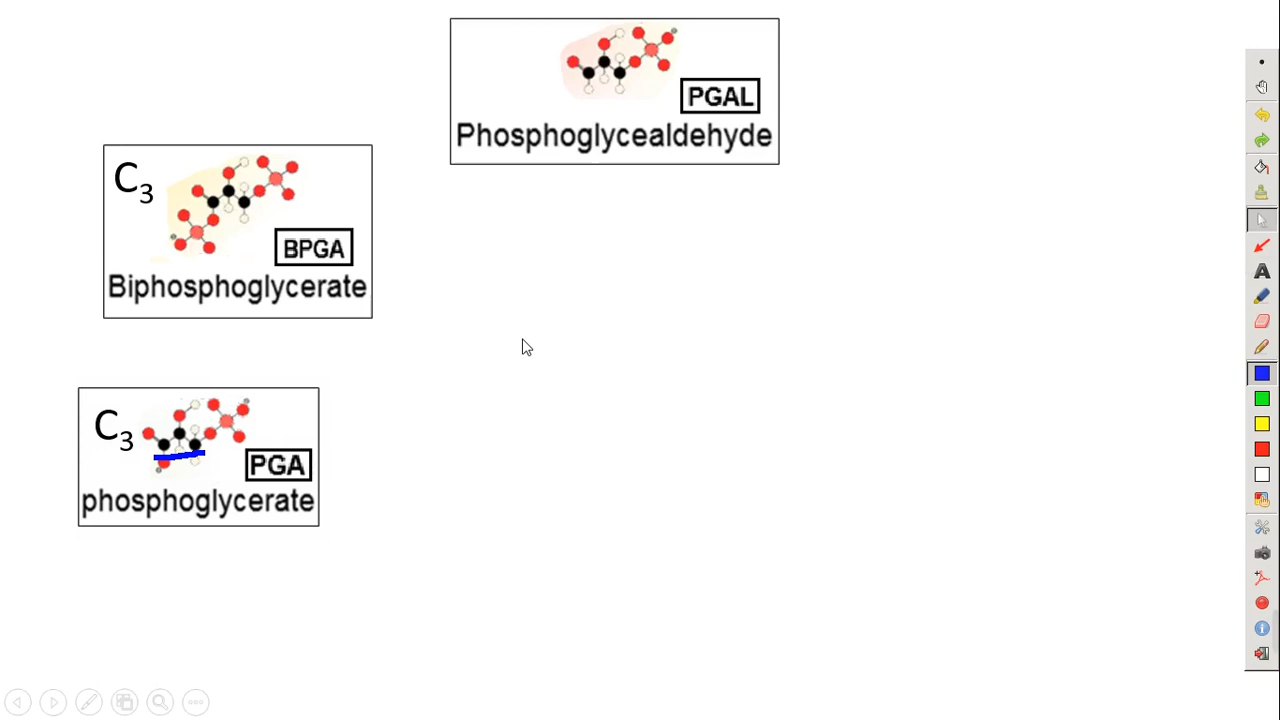 PGAL
Phosphoglycealdehyde
C3
BPGA
Biphosphoglycerate
C3
PGA
phosphoglycerate